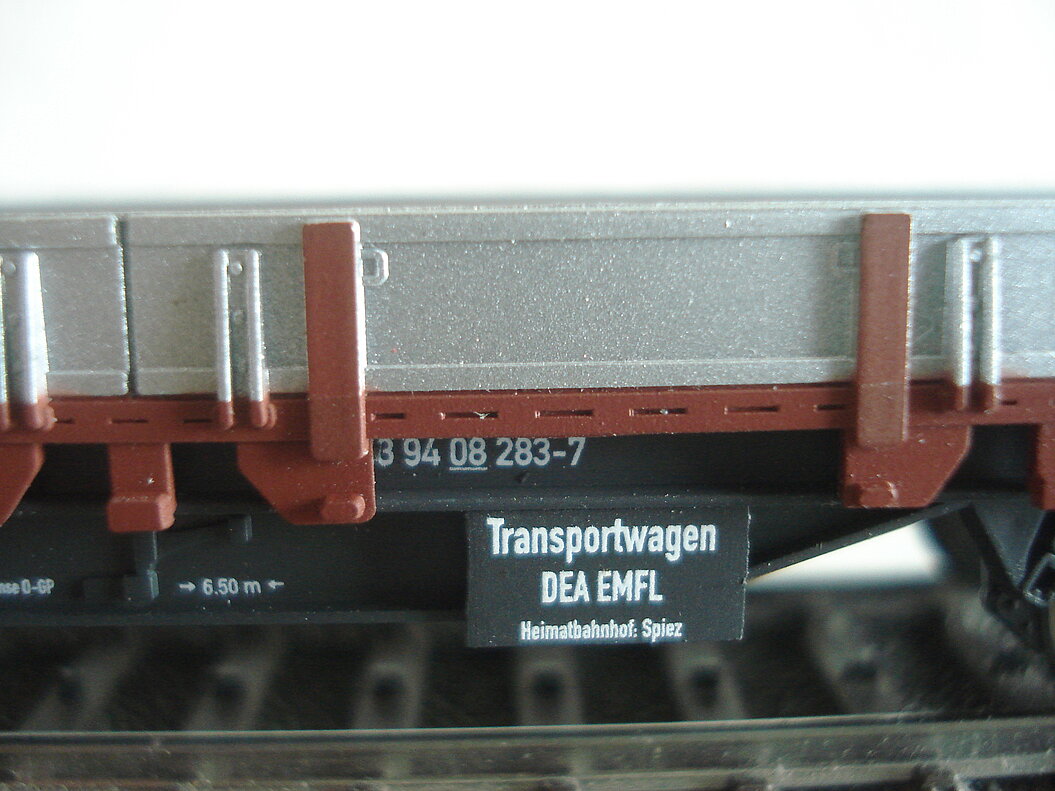 3 94 08 283-7
Transportwagen
→ 6.50 m ←
DEA EMFL
Heimatbahnhof: Spiez